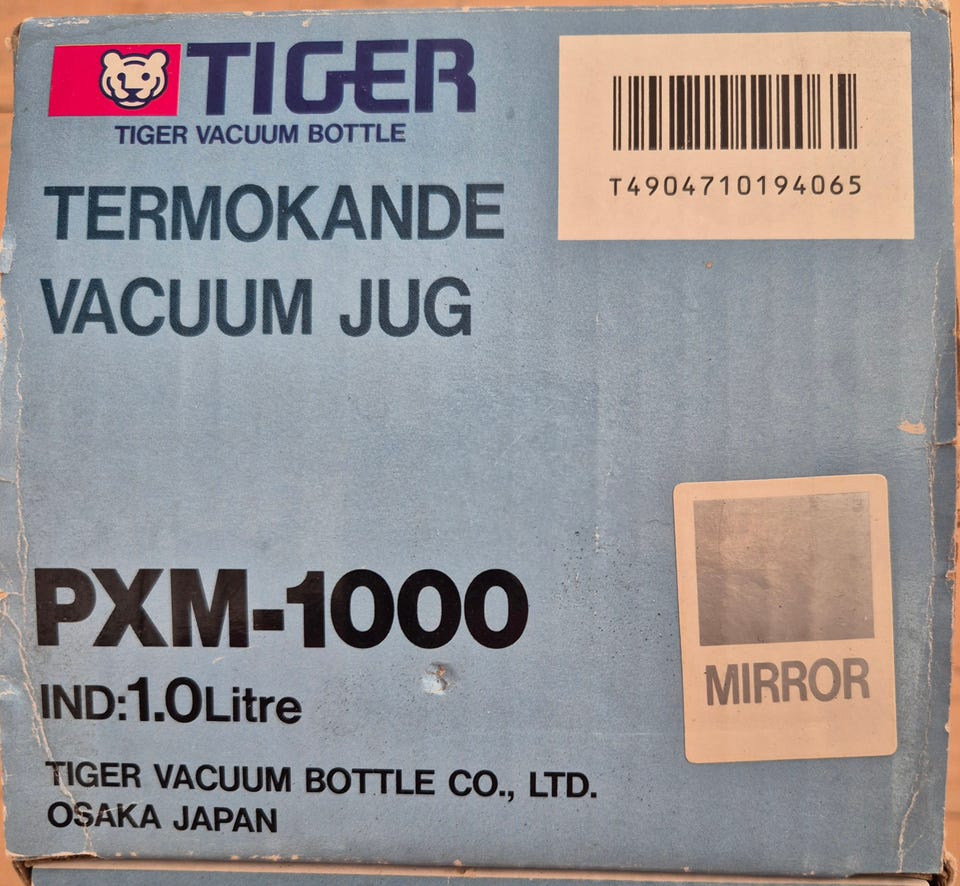 TIGER
TIGER VACUUM BOTTLE
T4904710194065
TERMOKANDE
VACUUM JUG
PXM-1000
IND:1.0Litre
MIRROR
TIGER VACUUM BOTTLE CO., LTD.
OSAKA JAPAN